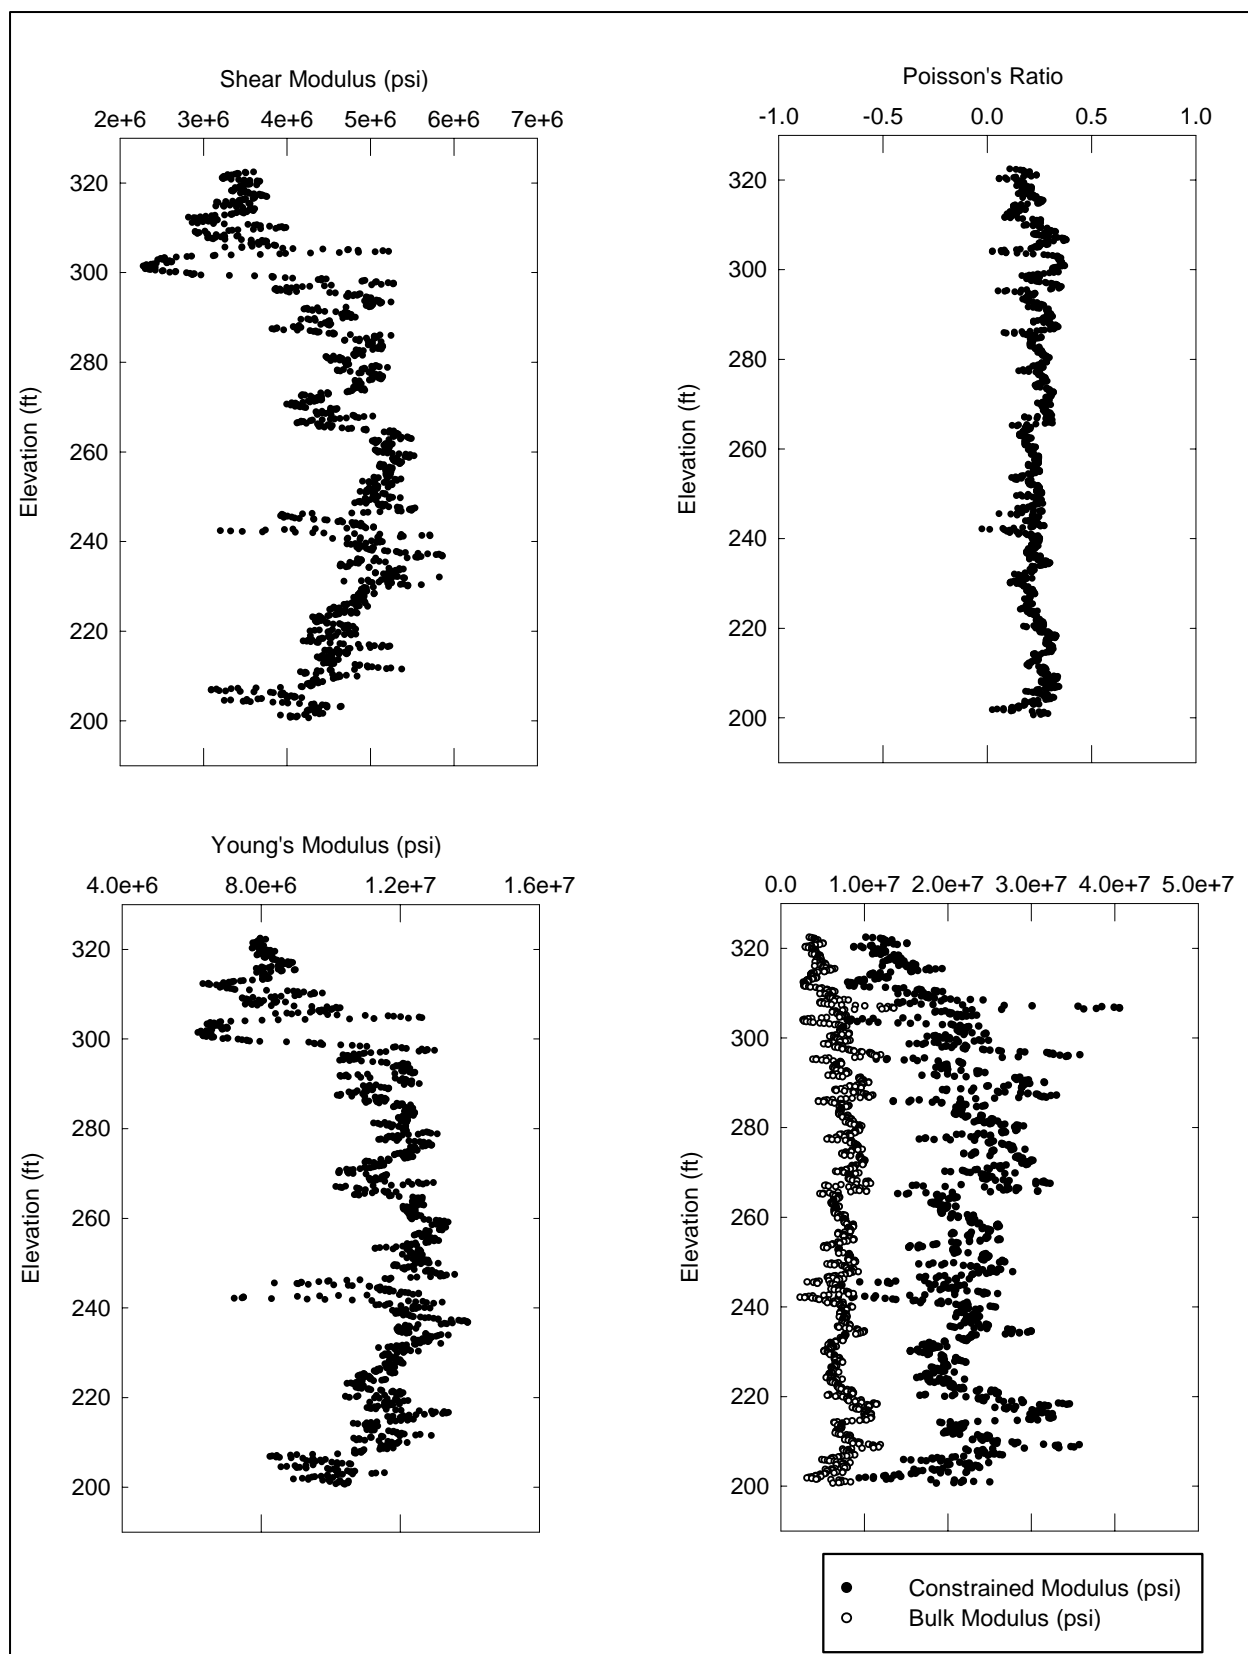 Shear Modulus (psi)
2e+6 3e+6 4e+6 5e+6 6e+6 7e+6
Elevation (ft)
320
300
280
260
240
220
200
Poisson's Ratio
-1.0 -0.5 0.0 0.5 1.0
Elevation (ft)
320
300
280
260
240
220
200
Young's Modulus (psi)
4.0e+6 8.0e+6 1.2e+7 1.6e+7
Elevation (ft)
320
300
280
260
240
220
200
0.0 1.0e+7 2.0e+7 3.0e+7 4.0e+7 5.0e+7
Elevation (ft)
320
300
280
260
240
220
200
Constrained Modulus (psi)
Bulk Modulus (psi)